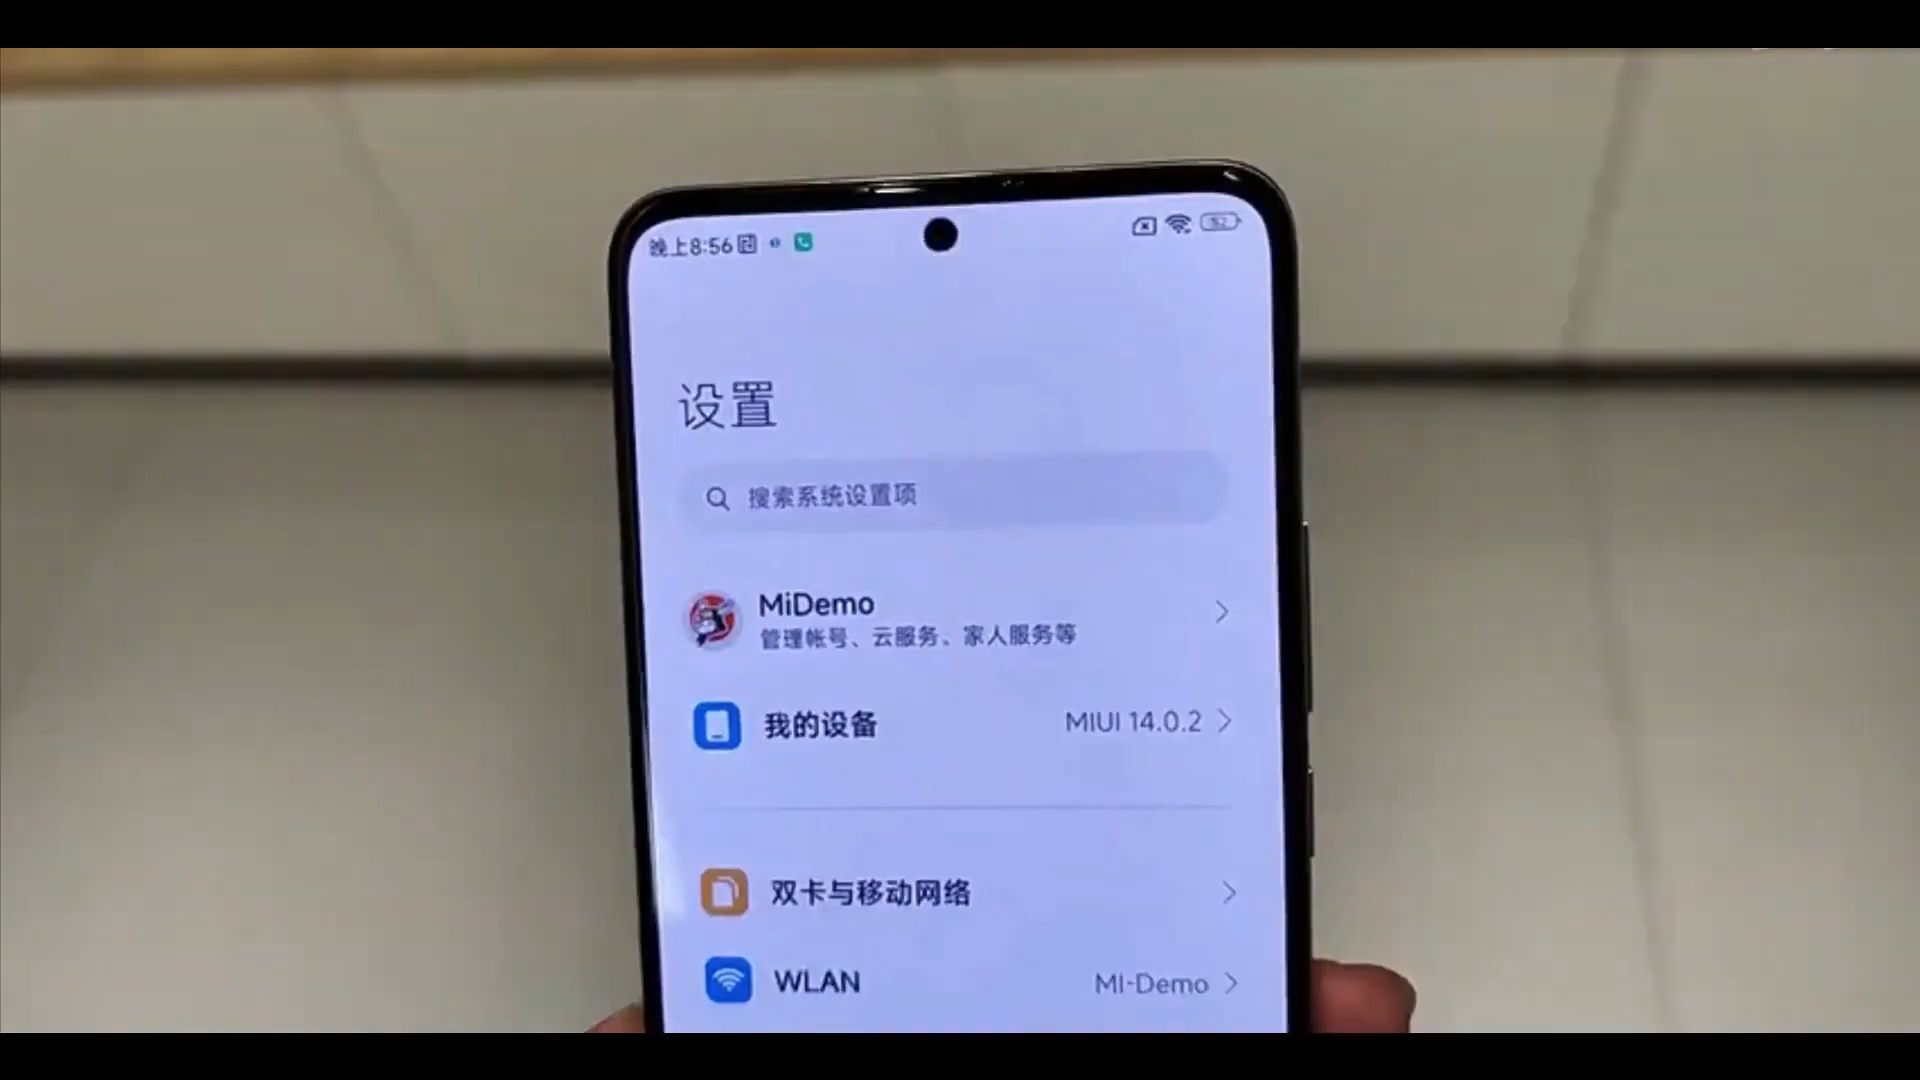 晚上8:56
设置
搜索系统设置项
MiDemo
管理帐号、云服务、家人服务等
我的设备 MIUI 14.0.2
双卡与移动网络
WLAN MI-Demo